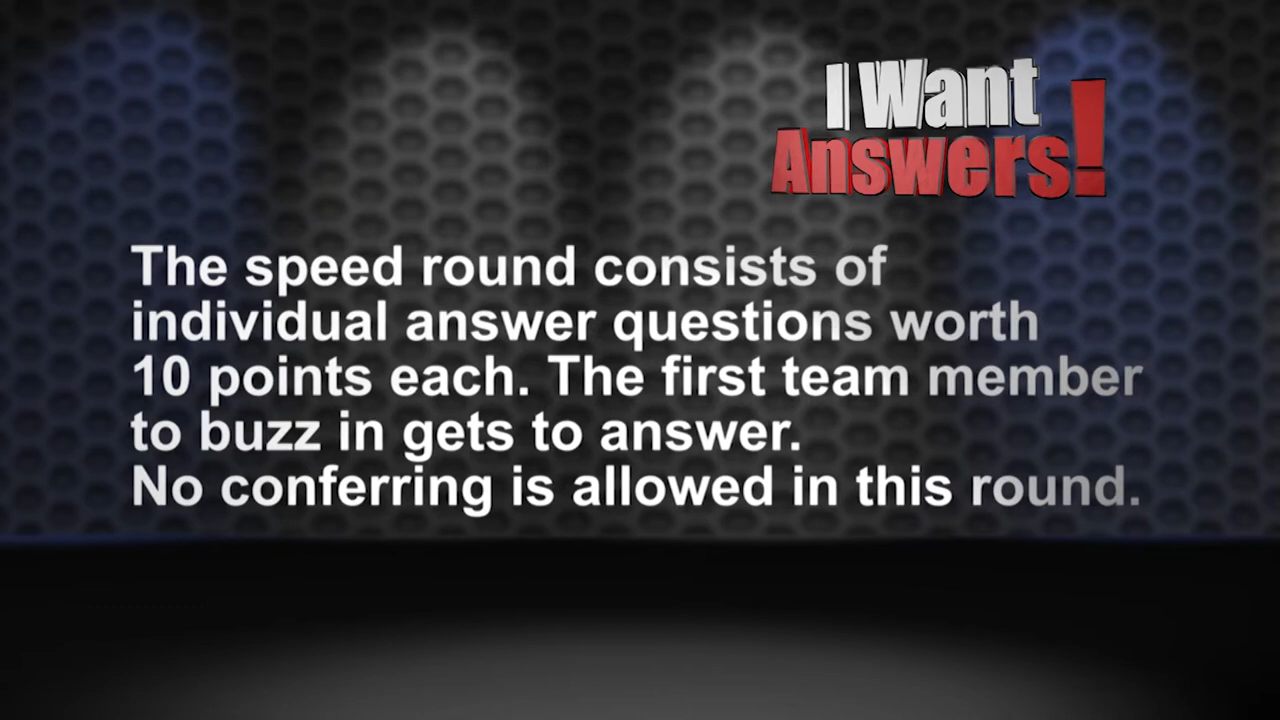 I Want
Answers!
The speed round consists of
individual answer questions worth
10 points each. The first team member
to buzz in gets to answer.
No conferring is allowed in this round.